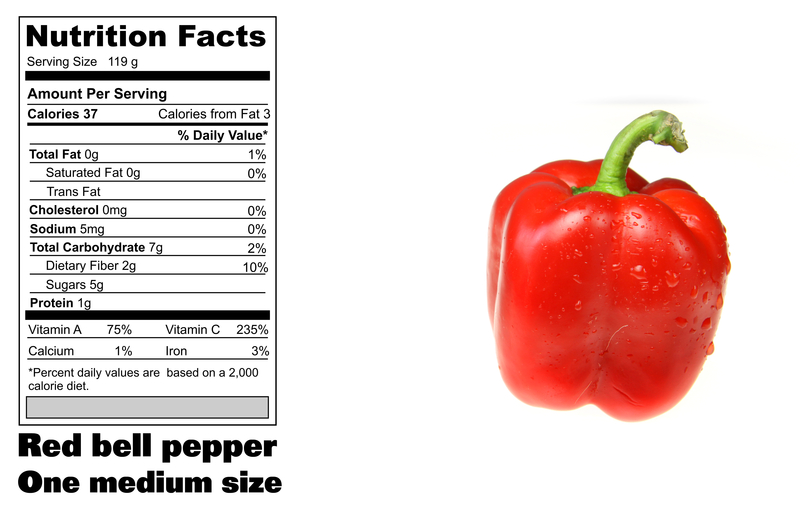 Nutrition Facts
Serving Size 119 g
Amount Per Serving
Calories 37 Calories from Fat 3
% Daily Value*
Total Fat 0g 1%
Saturated Fat 0g 0%
Trans Fat
Cholesterol 0mg 0%
Sodium 5mg 0%
Total Carbohydrate 7g 2%
Dietary Fiber 2g 10%
Sugars 5g
Protein 1g
Vitamin A 75% Vitamin C 235%
Calcium 1% Iron 3%
*Percent daily values are based on a 2,000
calorie diet.
Red bell pepper
One medium size